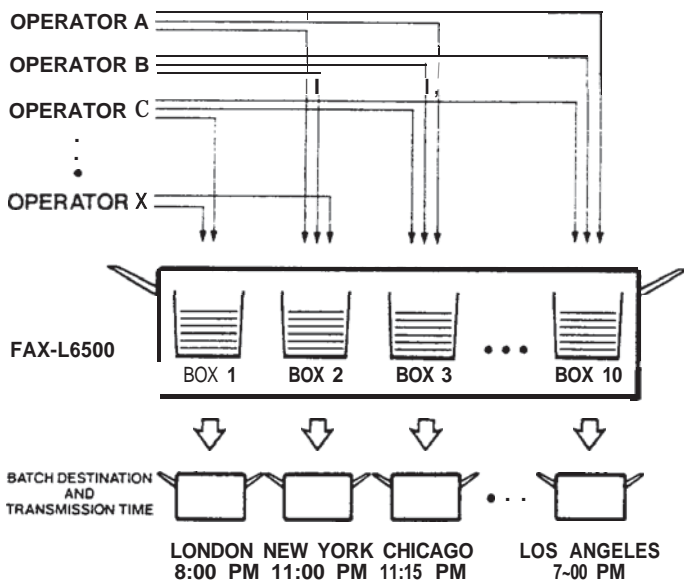 OPERATOR A
OPERATOR B
OPERATOR C
OPERATOR X
FAX-L6500
BOX 1 BOX 2 BOX 3 BOX 10
BATCH DESTINATION
AND
TRANSMISSION TIME
LONDON NEW YORK CHICAGO LOS ANGELES
8:00 PM 11:00 PM 11:15 PM 7~00 PM